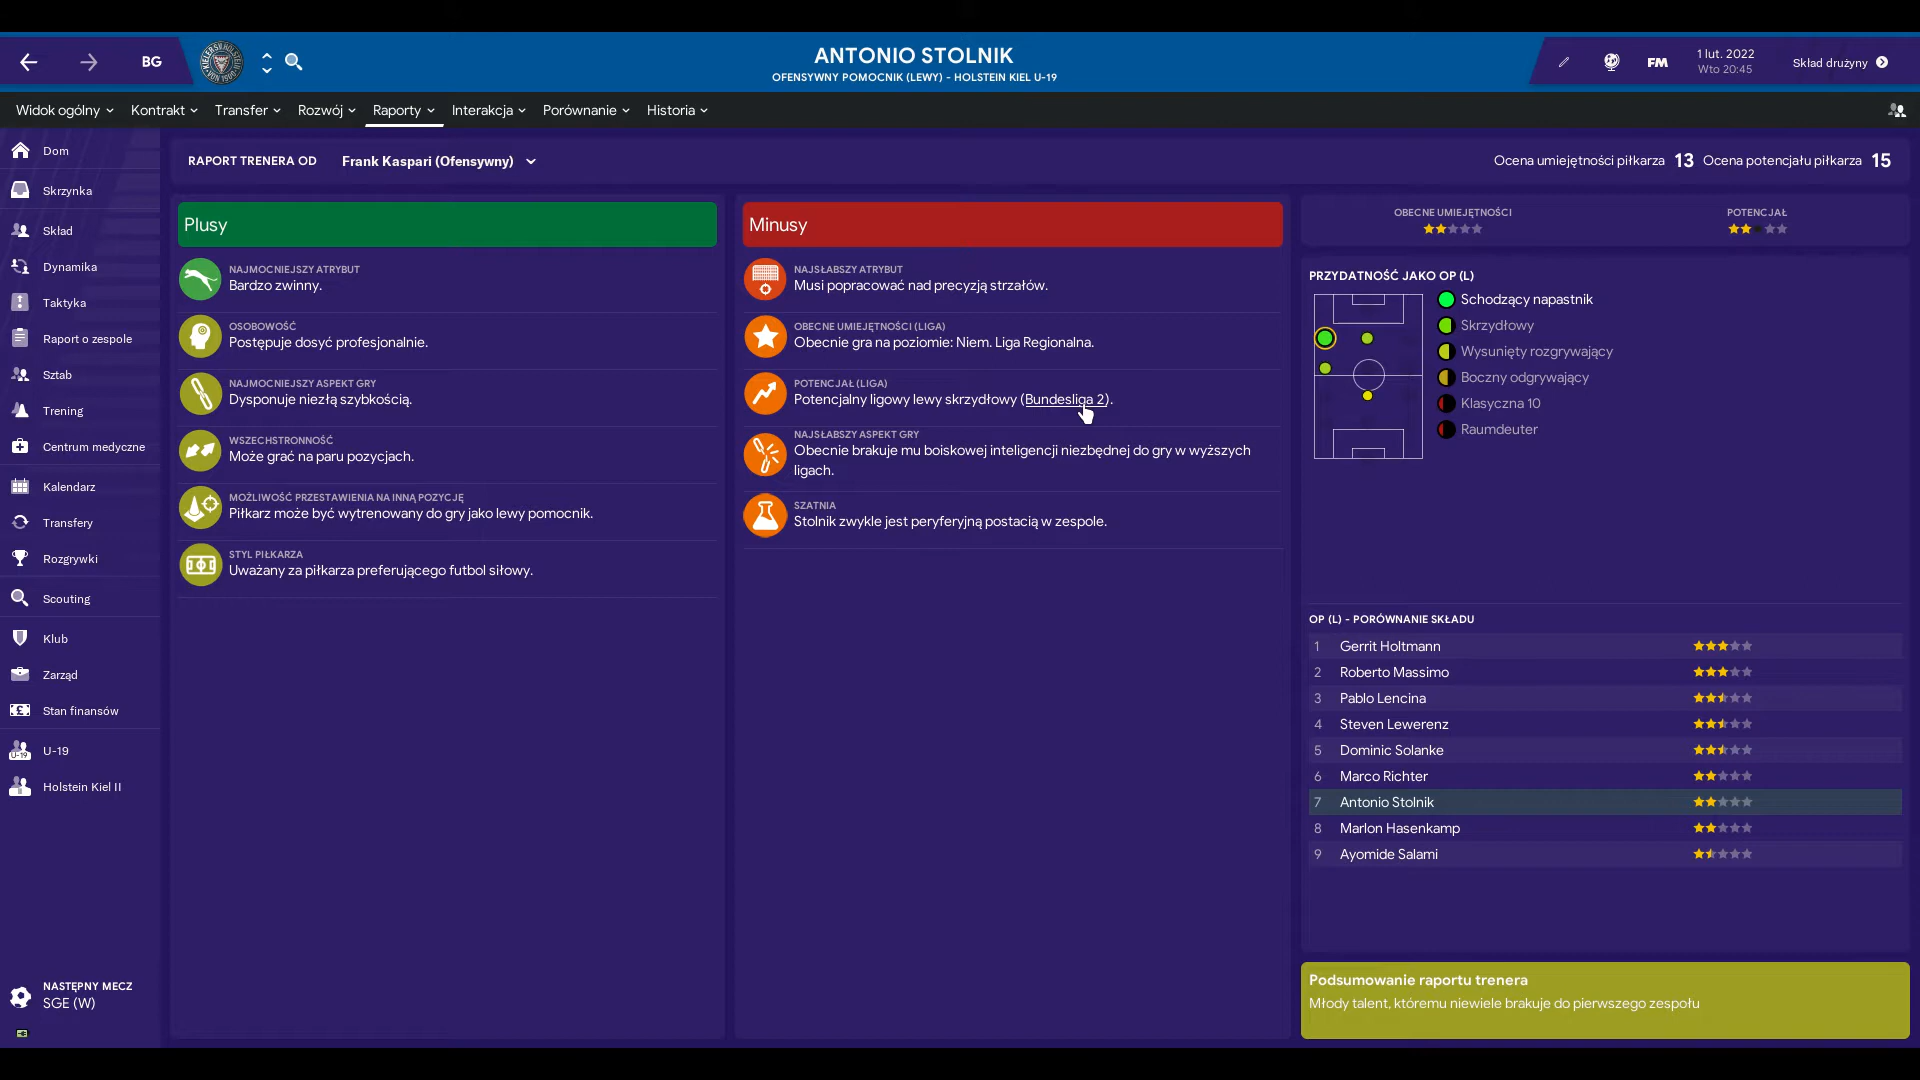 BG
ANTONIO STOLNIK
OFENSYWNY POMOCNIK (LEWY) - HOLSTEIN KIEL U-19
FM
1 lut. 2022
Wto 20:45
Skład drużyny
Widok ogólny
Kontrakt
Transfer
Rozwój
Raporty
Interakcja
Porównanie
Historia
Dom
Skrzynka
Skład
Dynamika
Taktyka
Raport o zespole
Sztab
Trening
Centrum medyczne
Kalendarz
Transfery
Rozgrywki
Scouting
Klub
Zarząd
Stan finansów
U-19
U-19
Holstein Kiel II
NASTĘPNY MECZ
SGE (W)
RAPORT TRENERA OD Frank Kaspari (Ofensywny)
Ocena umiejętności piłkarza 13 Ocena potencjału piłkarza 15
Plusy
NAJMOCNIEJSZY ATRYBUT
Bardzo zwinny.
OSOBOWOŚĆ
Postępuje dosyć profesjonalnie.
NAJMOCNIEJSZY ASPEKT GRY
Dysponuje niezłą szybkością.
WSZECHSTRONNOŚĆ
Może grać na paru pozycjach.
MOŻLIWOŚĆ PRZESTAWIENIA NA INNĄ POZYCJĘ
Piłkarz może być wytrenowany do gry jako lewy pomocnik.
STYL PIŁKARZA
Uważany za piłkarza preferującego futbol siłowy.
Minusy
NAJSŁABSZY ATRYBUT
Musi popracować nad precyzją strzałów.
OBECNE UMIEJĘTNOŚCI (LIGA)
Obecnie gra na poziomie: Niem. Liga Regionalna.
POTENCJAŁ (LIGA)
Potencjalny ligowy lewy skrzydłowy (Bundesliga 2).
NAJSŁABSZY ASPEKT GRY
Obecnie brakuje mu boiskowej inteligencji niezbędnej do gry w wyższych
ligach.
SZATNIA
Stolnik zwykle jest peryferyjną postacią w zespole.
OBECNE UMIEJĘTNOŚCI
POTENCJAŁ
PRZYDATNOŚĆ JAKO OP (L)
Schodzący napastnik
Skrzydłowy
Wysunięty rozgrywający
Boczny odgrywający
Klasyczna 10
Raumdeuter
OP (L) - PORÓWNANIE SKŁADU
1 Gerrit Holtmann
2 Roberto Massimo
3 Pablo Lencina
4 Steven Lewerenz
5 Dominic Solanke
6 Marco Richter
7 Antonio Stolnik
8 Marlon Hasenkamp
9 Ayomide Salami
Podsumowanie raportu trenera
Młody talent, któremu niewiele brakuje do pierwszego zespołu